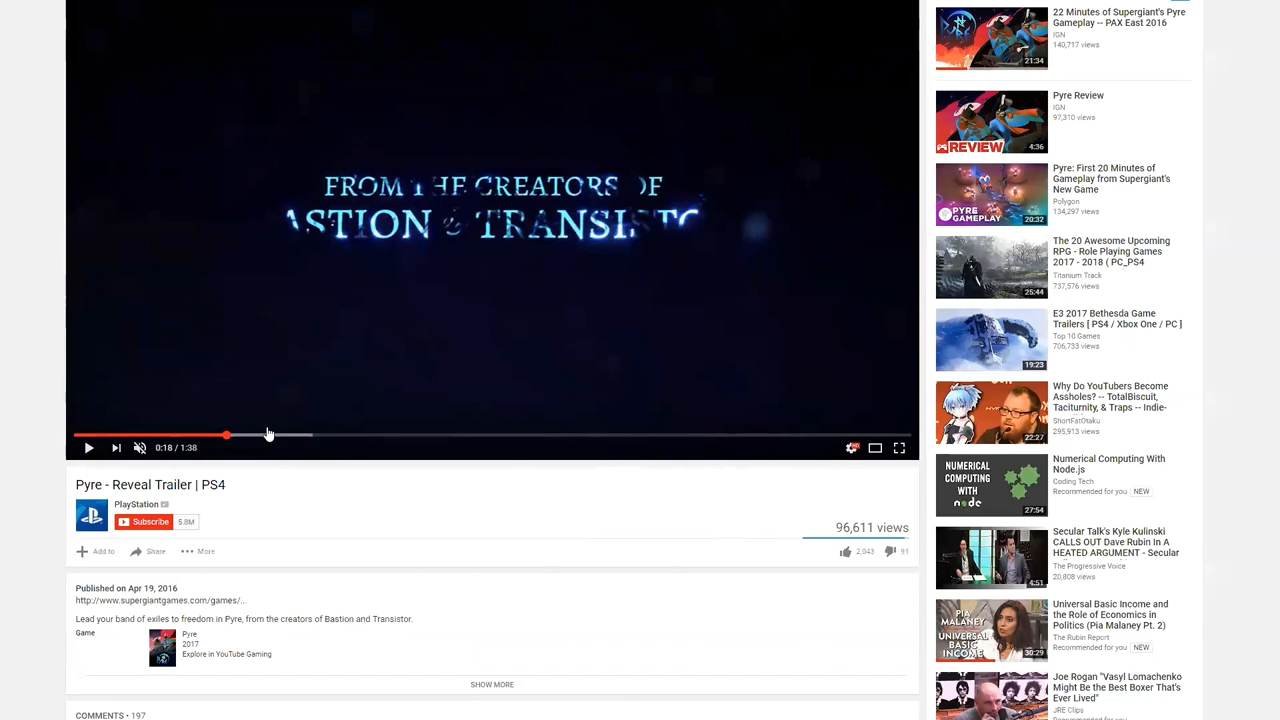 FROM THE CREATORS OF
ASTION & TRANSISTO
0:18 / 1:38
HD
Pyre - Reveal Trailer | PS4
PlayStation
Subscribe 5.8M
96,611 views
Add to Share More
2,043 91
Published on Apr 19, 2016
http://www.supergiantgames.com/games/...
Lead your band of exiles to freedom in Pyre, from the creators of Bastion and Transistor.
Game
Pyre
2017
Explore in YouTube Gaming
SHOW MORE
COMMENTS • 197
PYRE
21:34
22 Minutes of Supergiant's Pyre
Gameplay -- PAX East 2016
IGN
140,717 views
REVIEW
4:36
Pyre Review
IGN
97,310 views
PYRE
GAMEPLAY
20:32
Pyre: First 20 Minutes of
Gameplay from Supergiant's
New Game
Polygon
134,297 views
25:44
The 20 Awesome Upcoming
RPG - Role Playing Games
2017 - 2018 ( PC_PS4
Titanium Track
737,576 views
19:23
E3 2017 Bethesda Game
Trailers [ PS4 / Xbox One / PC ]
Top 10 Games
706,733 views
22:27
Why Do YouTubers Become
Assholes? -- TotalBiscuit,
Taciturnity, & Traps -- Indie-
ShortFatOtaku
295,913 views
NUMERICAL
COMPUTING
WITH
node
27:54
Numerical Computing With
Node.js
Coding Tech
Recommended for you NEW
4:51
Secular Talk's Kyle Kulinski
CALLS OUT Dave Rubin In A
HEATED ARGUMENT - Secular
The Progressive Voice
20,808 views
PIA
MALANEY
UNIVERSAL
BASIC
INCOME
30:29
Universal Basic Income and
the Role of Economics in
Politics (Pia Malaney Pt. 2)
The Rubin Report
Recommended for you NEW
Joe Rogan "Vasyl Lomachenko
Might Be the Best Boxer That's
Ever Lived"
JRE Clips
Recommended for you NEW